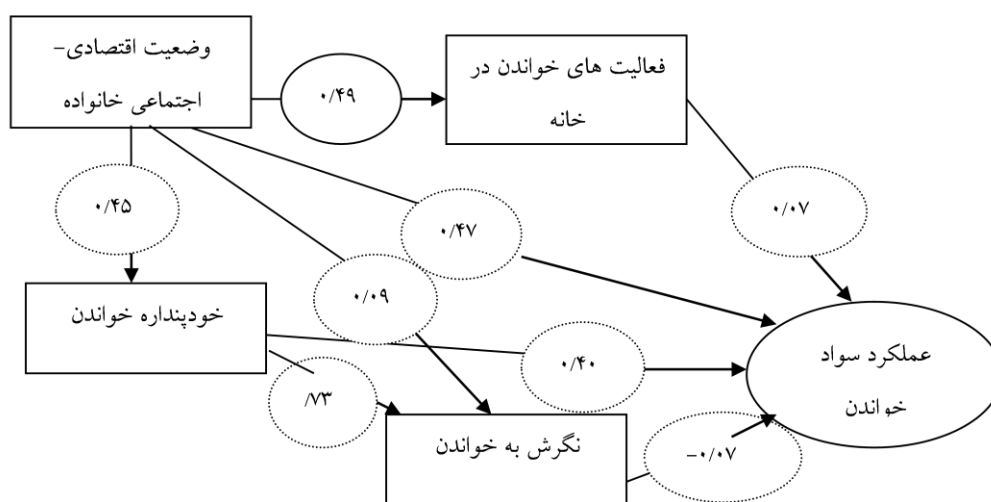 وضعیت اقتصادی-
اجتماعی خانواده
۰/۴۹
فعالیت های خواندن در
خانه
۰/۴۵
۰/۴۷
۰/۰۷
۰/۰۹
خودپنداره خواندن
۰/۴۰
عملکرد سواد
خواندن
/۷۳
نگرش به خواندن
-۰/۰۷